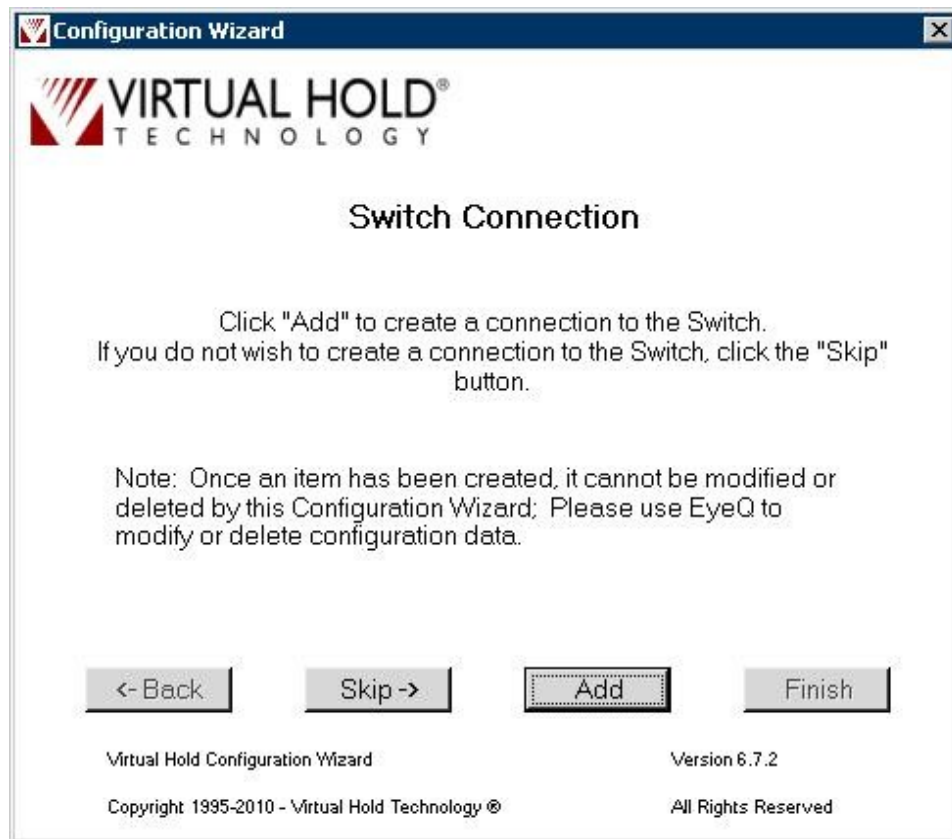 Configuration Wizard
VIRTUAL HOLD®
TECHNOLOGY
Switch Connection
Click "Add" to create a connection to the Switch.
If you do not wish to create a connection to the Switch, click the "Skip"
button.
Note: Once an item has been created, it cannot be modified or
deleted by this Configuration Wizard; Please use EyeQ to
modify or delete configuration data.
<- Back Skip -> Add Finish
Virtual Hold Configuration Wizard Version 6.7.2
Copyright 1995-2010 - Virtual Hold Technology ® All Rights Reserved